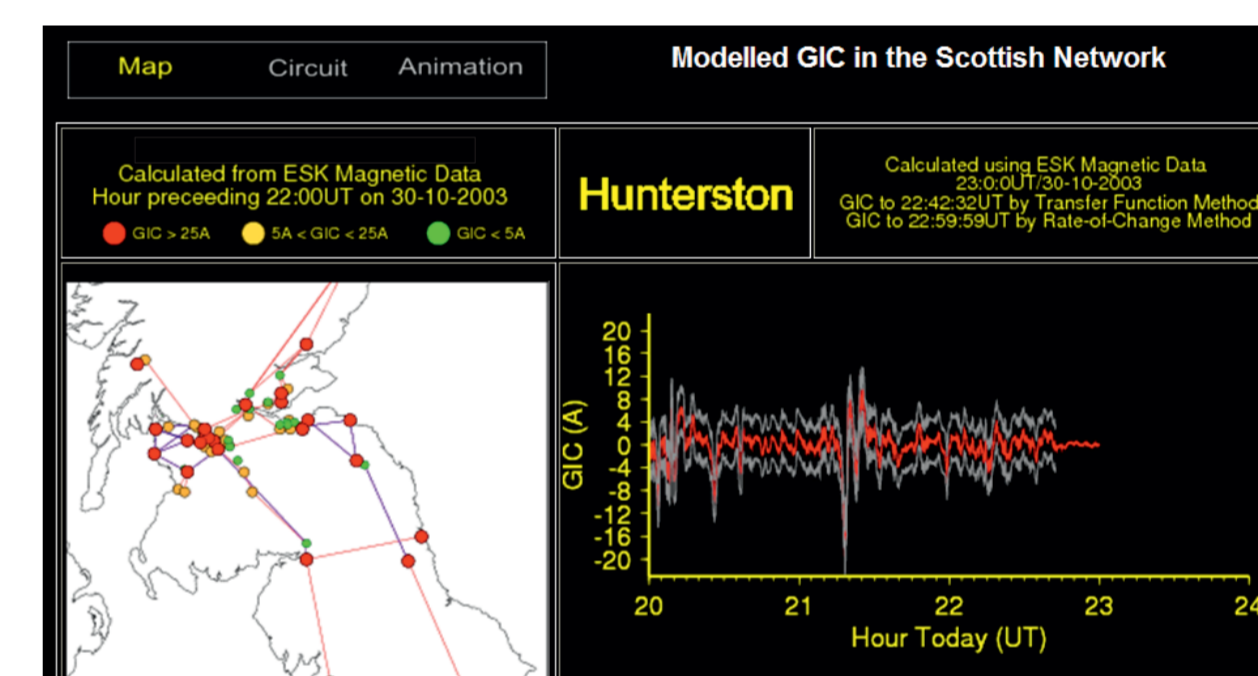 Map Circuit Animation
Modelled GIC in the Scottish Network
Calculated from ESK Magnetic Data
Hour preceeding 22:00UT on 30-10-2003
GIC > 25A 5A < GIC < 25A GIC < 5A
Hunterston
Calculated using ESK Magnetic Data
23:0:0UT/30-10-2003
GIC to 22:42:32UT by Transfer Function Method
GIC to 22:59:59UT by Rate-of-Change Method
GIC (A)
20
16
12
8
4
0
-4
-8
-12
-16
-20
20 21 22 23 24
Hour Today (UT)